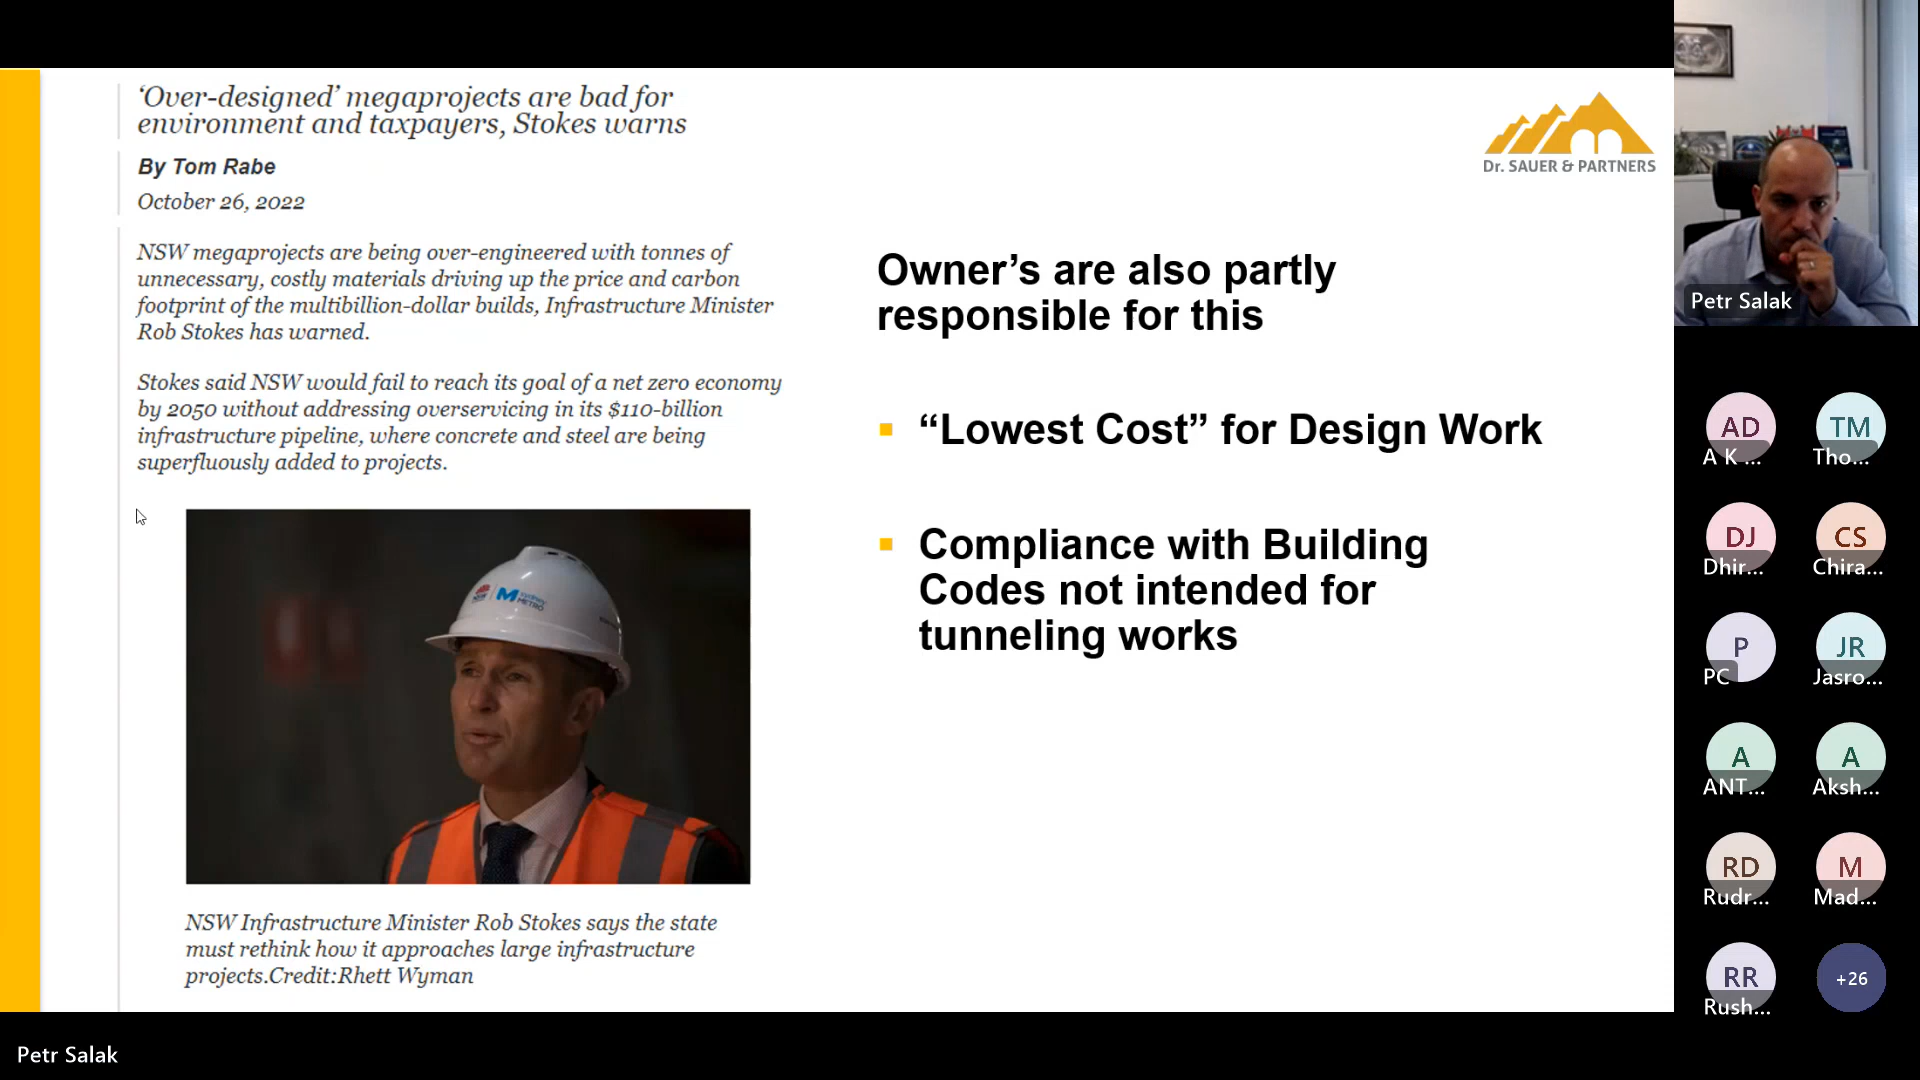 ‘Over-designed’ megaprojects are bad for
environment and taxpayers, Stokes warns
By Tom Rabe
October 26, 2022
NSW megaprojects are being over-engineered with tonnes of
unnecessary, costly materials driving up the price and carbon
footprint of the multibillion-dollar builds, Infrastructure Minister
Rob Stokes has warned.
Stokes said NSW would fail to reach its goal of a net zero economy
by 2050 without addressing overservicing in its $110-billion
infrastructure pipeline, where concrete and steel are being
superfluously added to projects.
NSW
M sydney
METRO
NSW Infrastructure Minister Rob Stokes says the state
must rethink how it approaches large infrastructure
projects.Credit:Rhett Wyman
Dr. SAUER & PARTNERS
Owner’s are also partly
responsible for this
“Lowest Cost” for Design Work
Compliance with Building
Codes not intended for
tunneling works
Petr Salak
AD
A K ...
TM
Tho...
DJ
Dhir...
CS
Chira...
P
PC
JR
Jasro...
A
ANT...
A
Aksh...
RD
Rudr...
M
Mad...
RR
Rush...
+26
Petr Salak